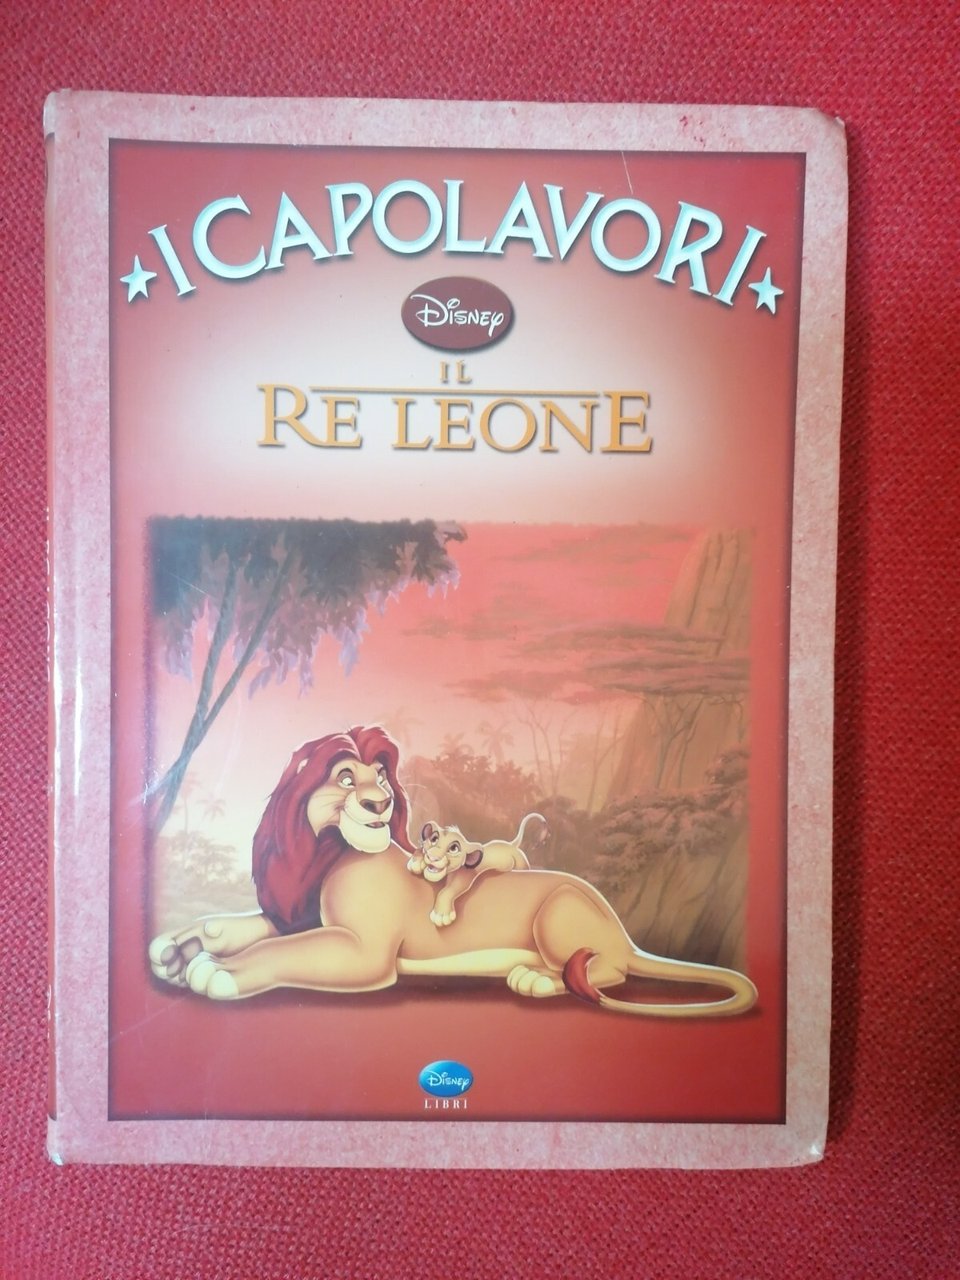 I CAPOLAVORI
DISNEY
IL
RE LEONE
DISNEY
LIBRI